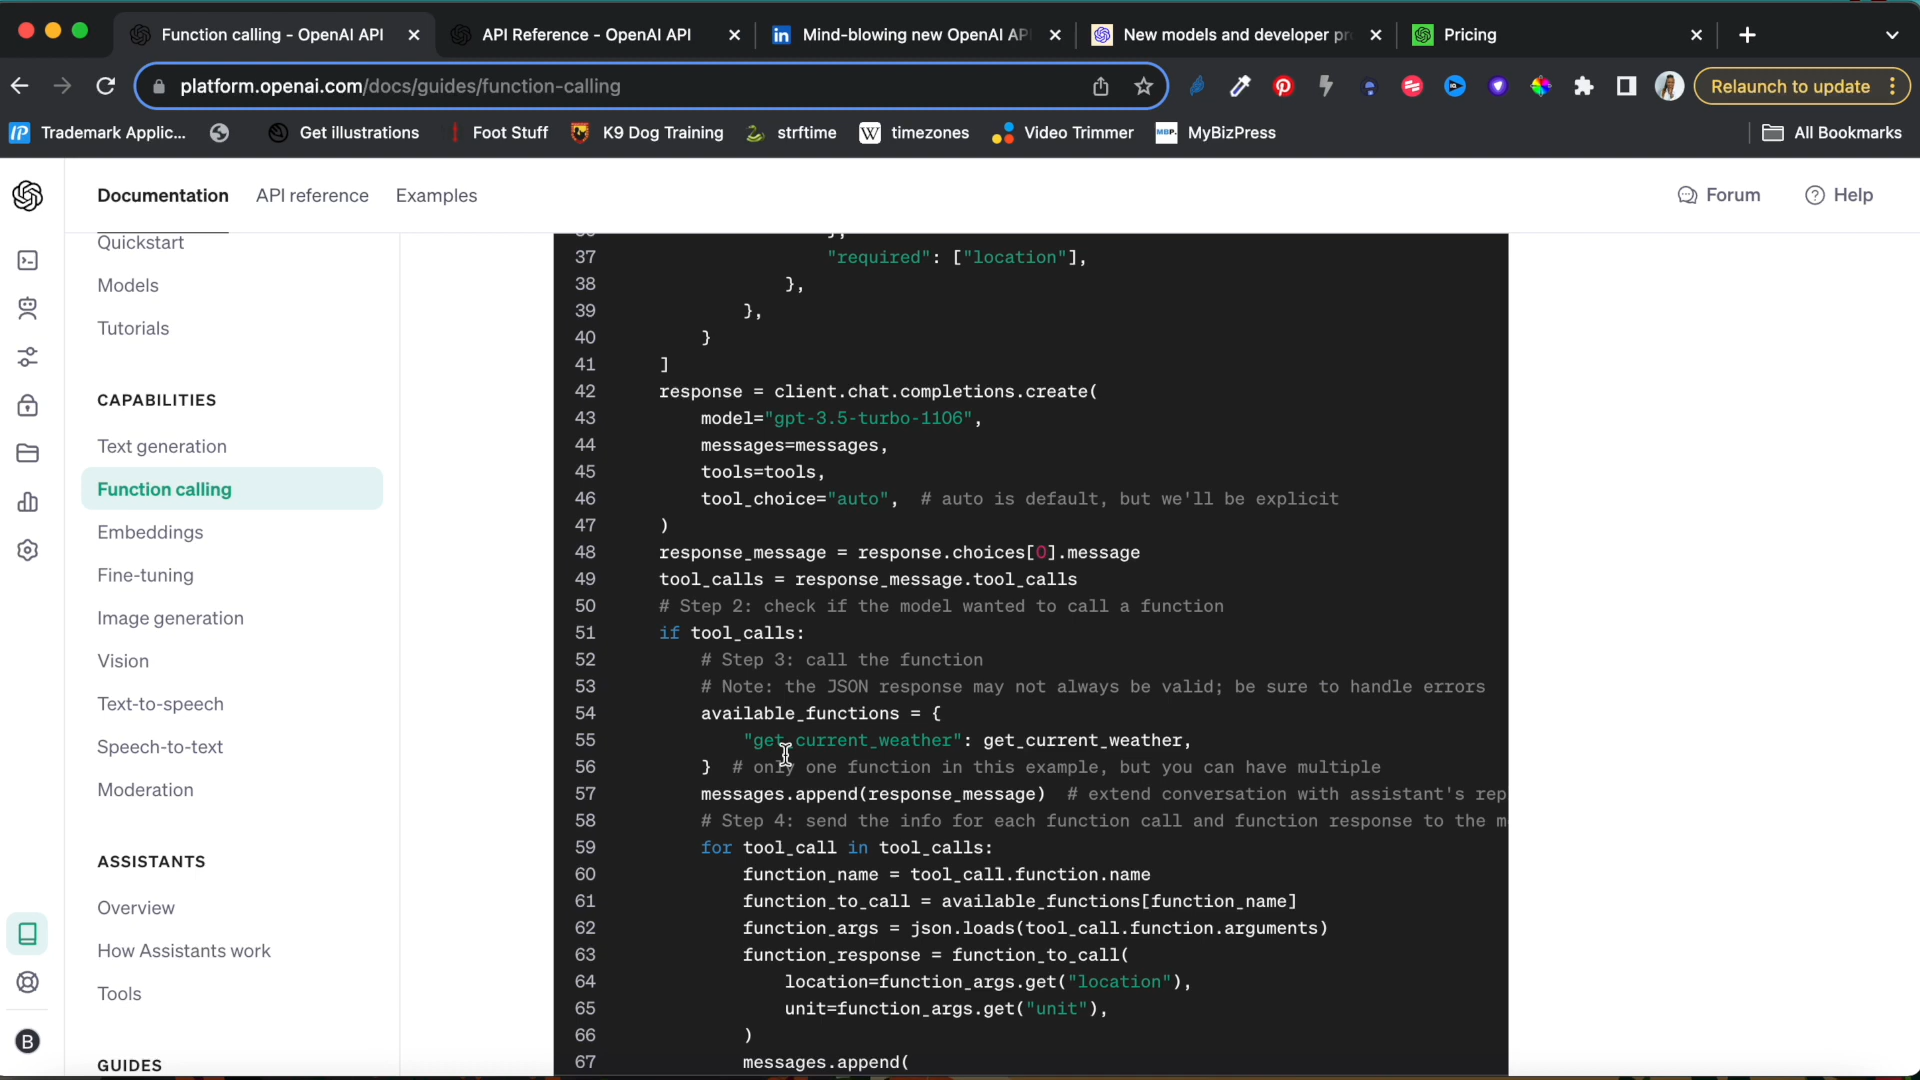 Function calling - OpenAI API
API Reference - OpenAI API
in Mind-blowing new OpenAI AP
New models and developer pr
Pricing
platform.openai.com/docs/guides/function-calling
Relaunch to update
IP Trademark Applic...
Get illustrations
Foot Stuff
K9 Dog Training
strftime
W timezones
Video Trimmer
MBP. MyBizPress
All Bookmarks
Documentation
API reference
Examples
Forum
Help
Quickstart
Models
Tutorials
CAPABILITIES
Text generation
Function calling
Embeddings
Fine-tuning
Image generation
Vision
Text-to-speech
Speech-to-text
Moderation
ASSISTANTS
Overview
How Assistants work
Tools
GUIDES
B
37 "required": ["location"],
38 },
39 },
40 }
41 ]
42 response = client.chat.completions.create(
43 model="gpt-3.5-turbo-1106",
44 messages=messages,
45 tools=tools,
46 tool_choice="auto",  # auto is default, but we'll be explicit
47 )
48 response_message = response.choices[0].message
49 tool_calls = response_message.tool_calls
50 # Step 2: check if the model wanted to call a function
51 if tool_calls:
52 # Step 3: call the function
53 # Note: the JSON response may not always be valid; be sure to handle errors
54 available_functions = {
55 "get_current_weather": get_current_weather,
56 }  # only one function in this example, but you can have multiple
57 messages.append(response_message)  # extend conversation with assistant's rep
58 # Step 4: send the info for each function call and function response to the m
59 for tool_call in tool_calls:
60 function_name = tool_call.function.name
61 function_to_call = available_functions[function_name]
62 function_args = json.loads(tool_call.function.arguments)
63 function_response = function_to_call(
64 location=function_args.get("location"),
65 unit=function_args.get("unit"),
66 )
67 messages.append(